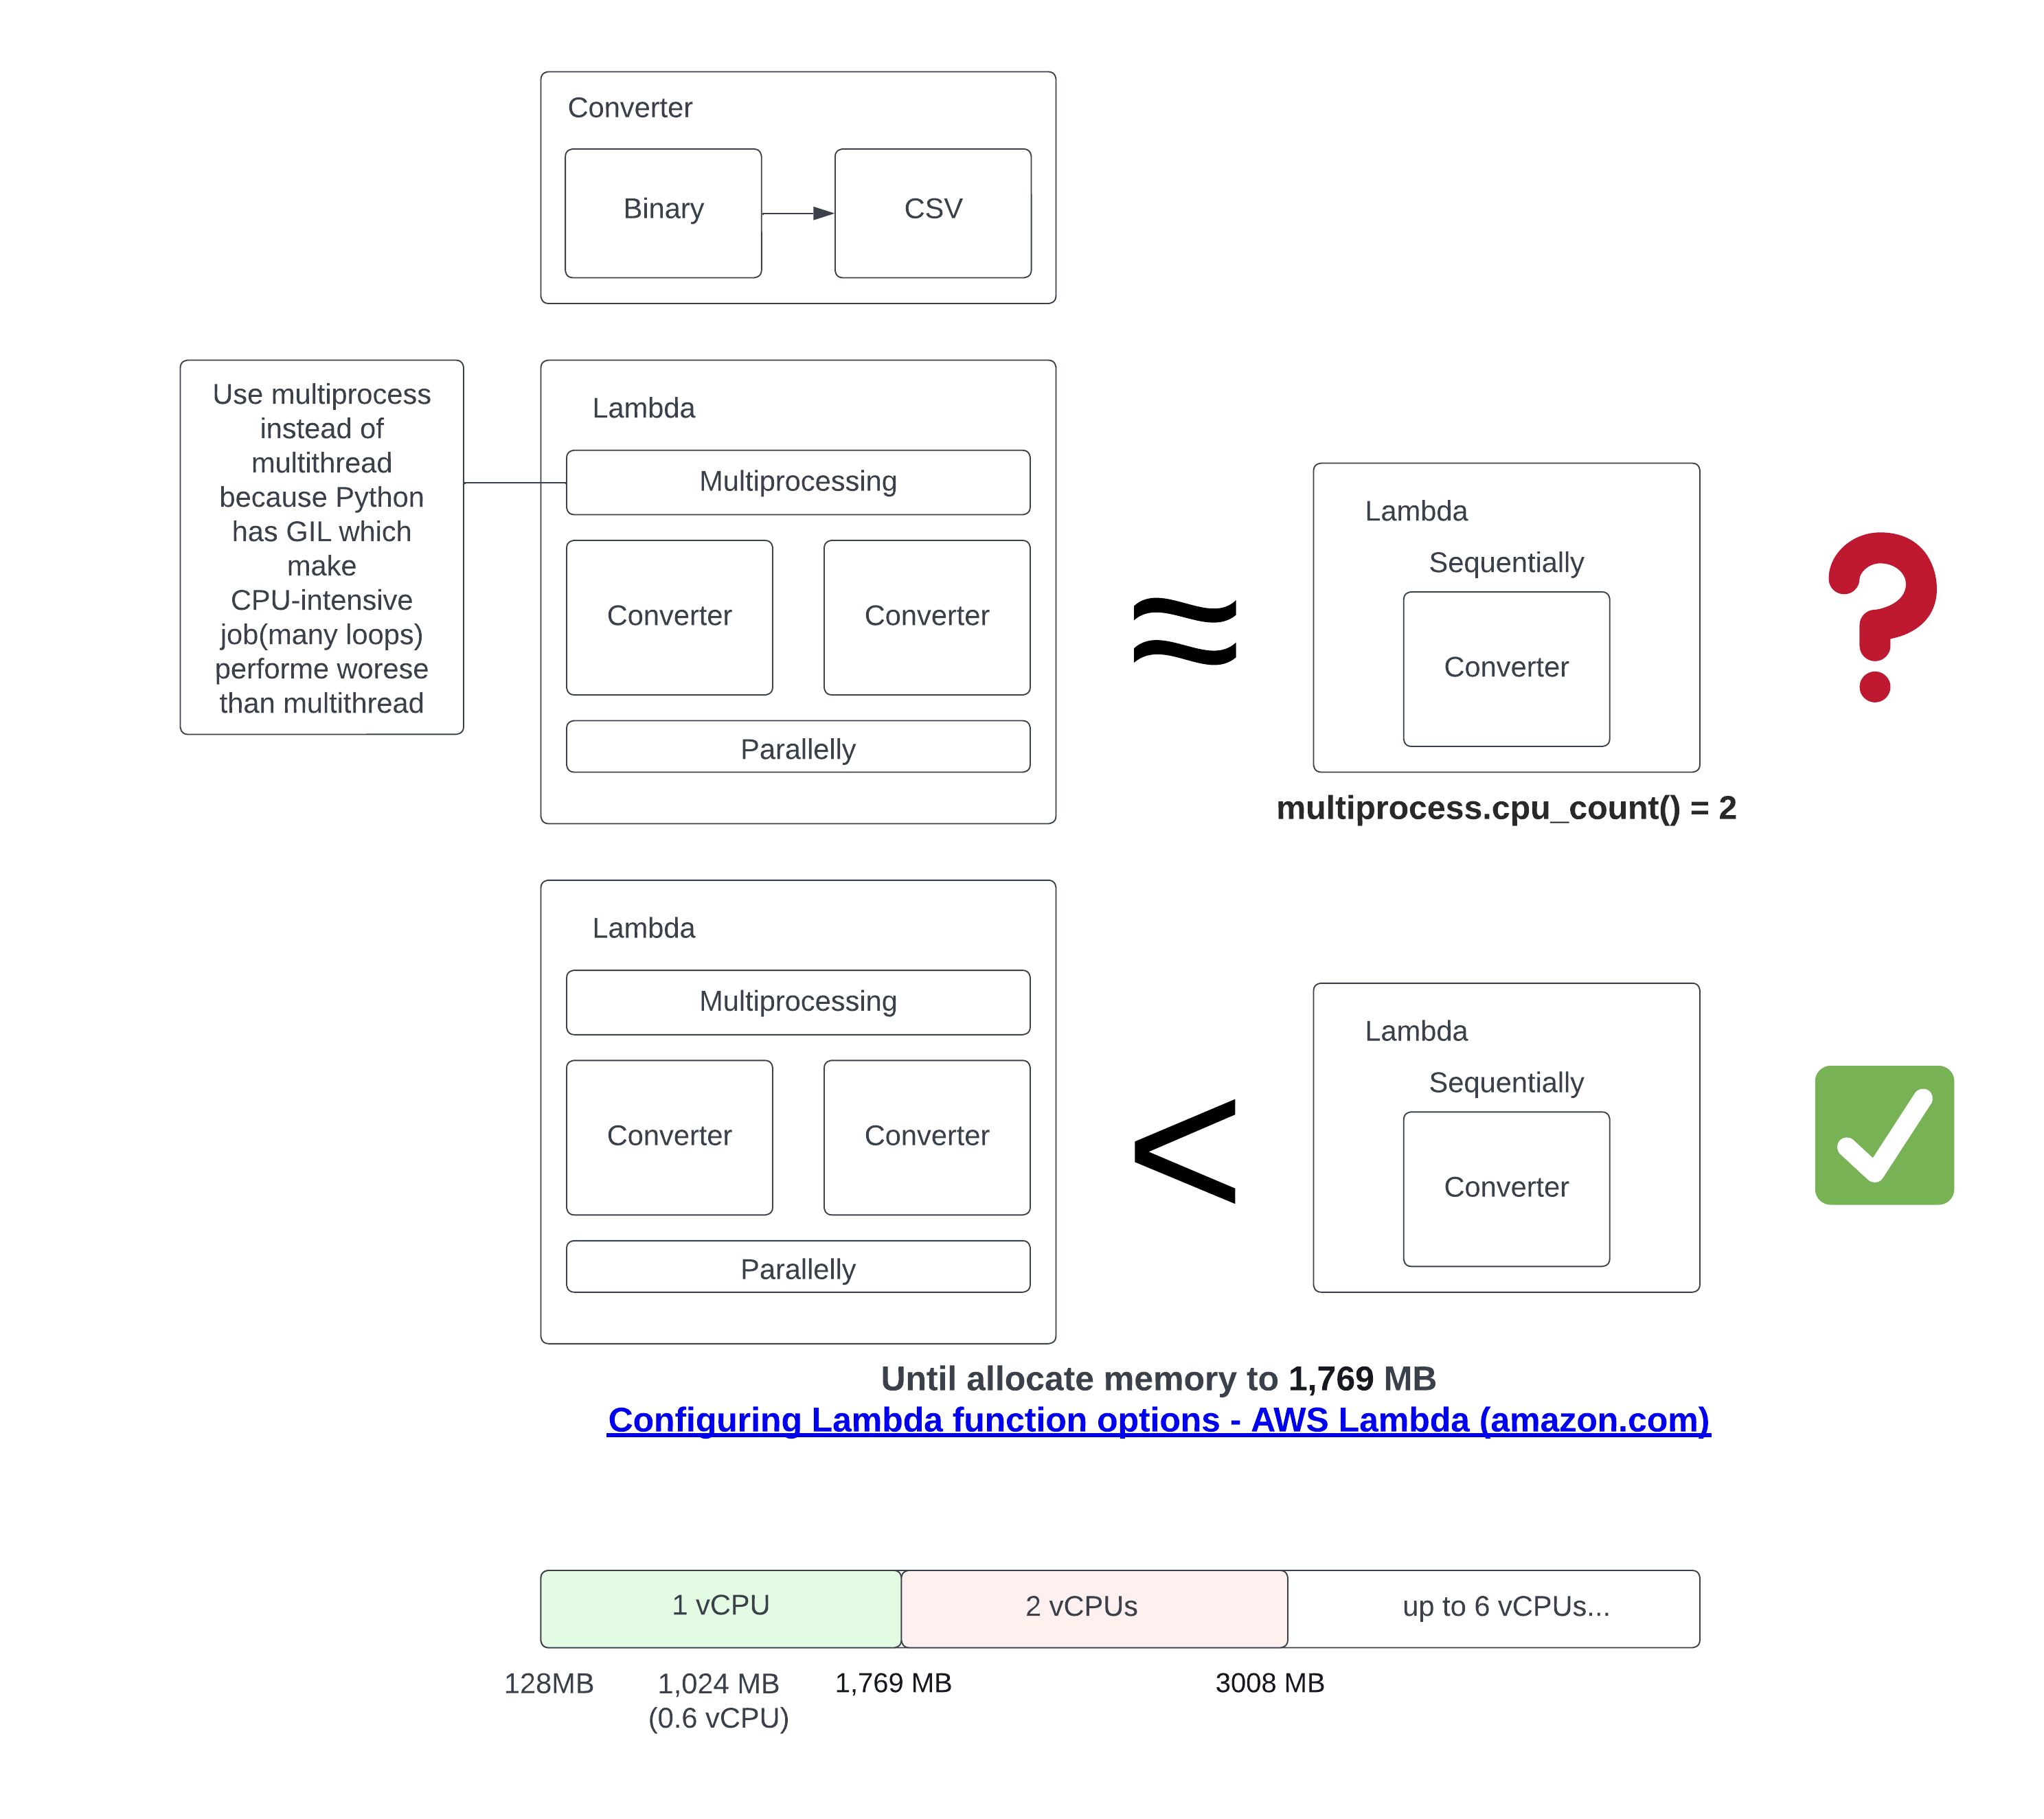 Converter
Binary
CSV
Use multiprocess
instead of
multithread
because Python
has GIL which
make
CPU-intensive
job(many loops)
performe worese
than multithread
Lambda
Multiprocessing
Converter
Converter
Parallelly
≈
Lambda
Sequentially
Converter
multiprocess.cpu_count() = 2
Lambda
Multiprocessing
Converter
Converter
Parallelly
<
Lambda
Sequentially
Converter
Until allocate memory to 1,769 MB
Configuring Lambda function options - AWS Lambda (amazon.com)
1 vCPU
2 vCPUs
up to 6 vCPUs...
128MB
1,024 MB
(0.6 vCPU)
1,769 MB
3008 MB